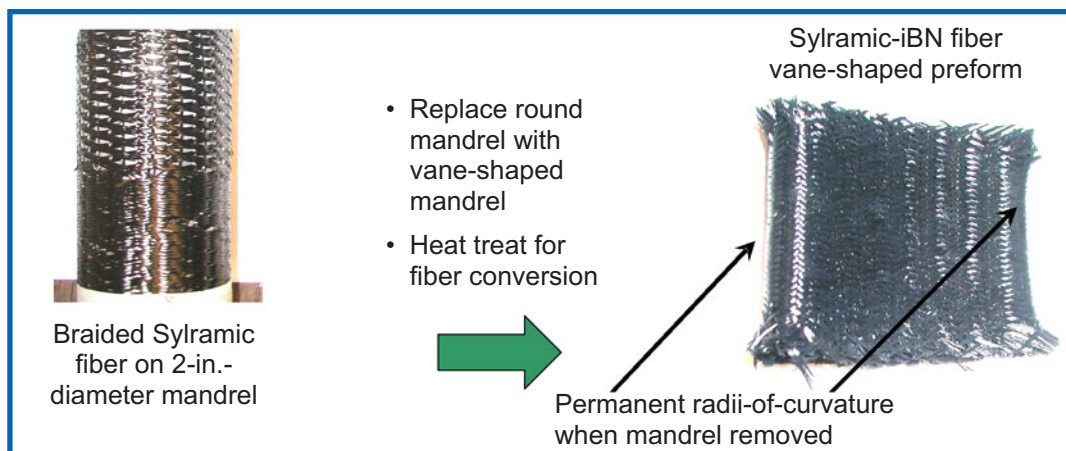 Braided Sylramic
fiber on 2-in.-
diameter mandrel
• Replace round
mandrel with
vane-shaped
mandrel
• Heat treat for
fiber conversion
Sylramic-iBN fiber
vane-shaped preform
Permanent radii-of-curvature
when mandrel removed